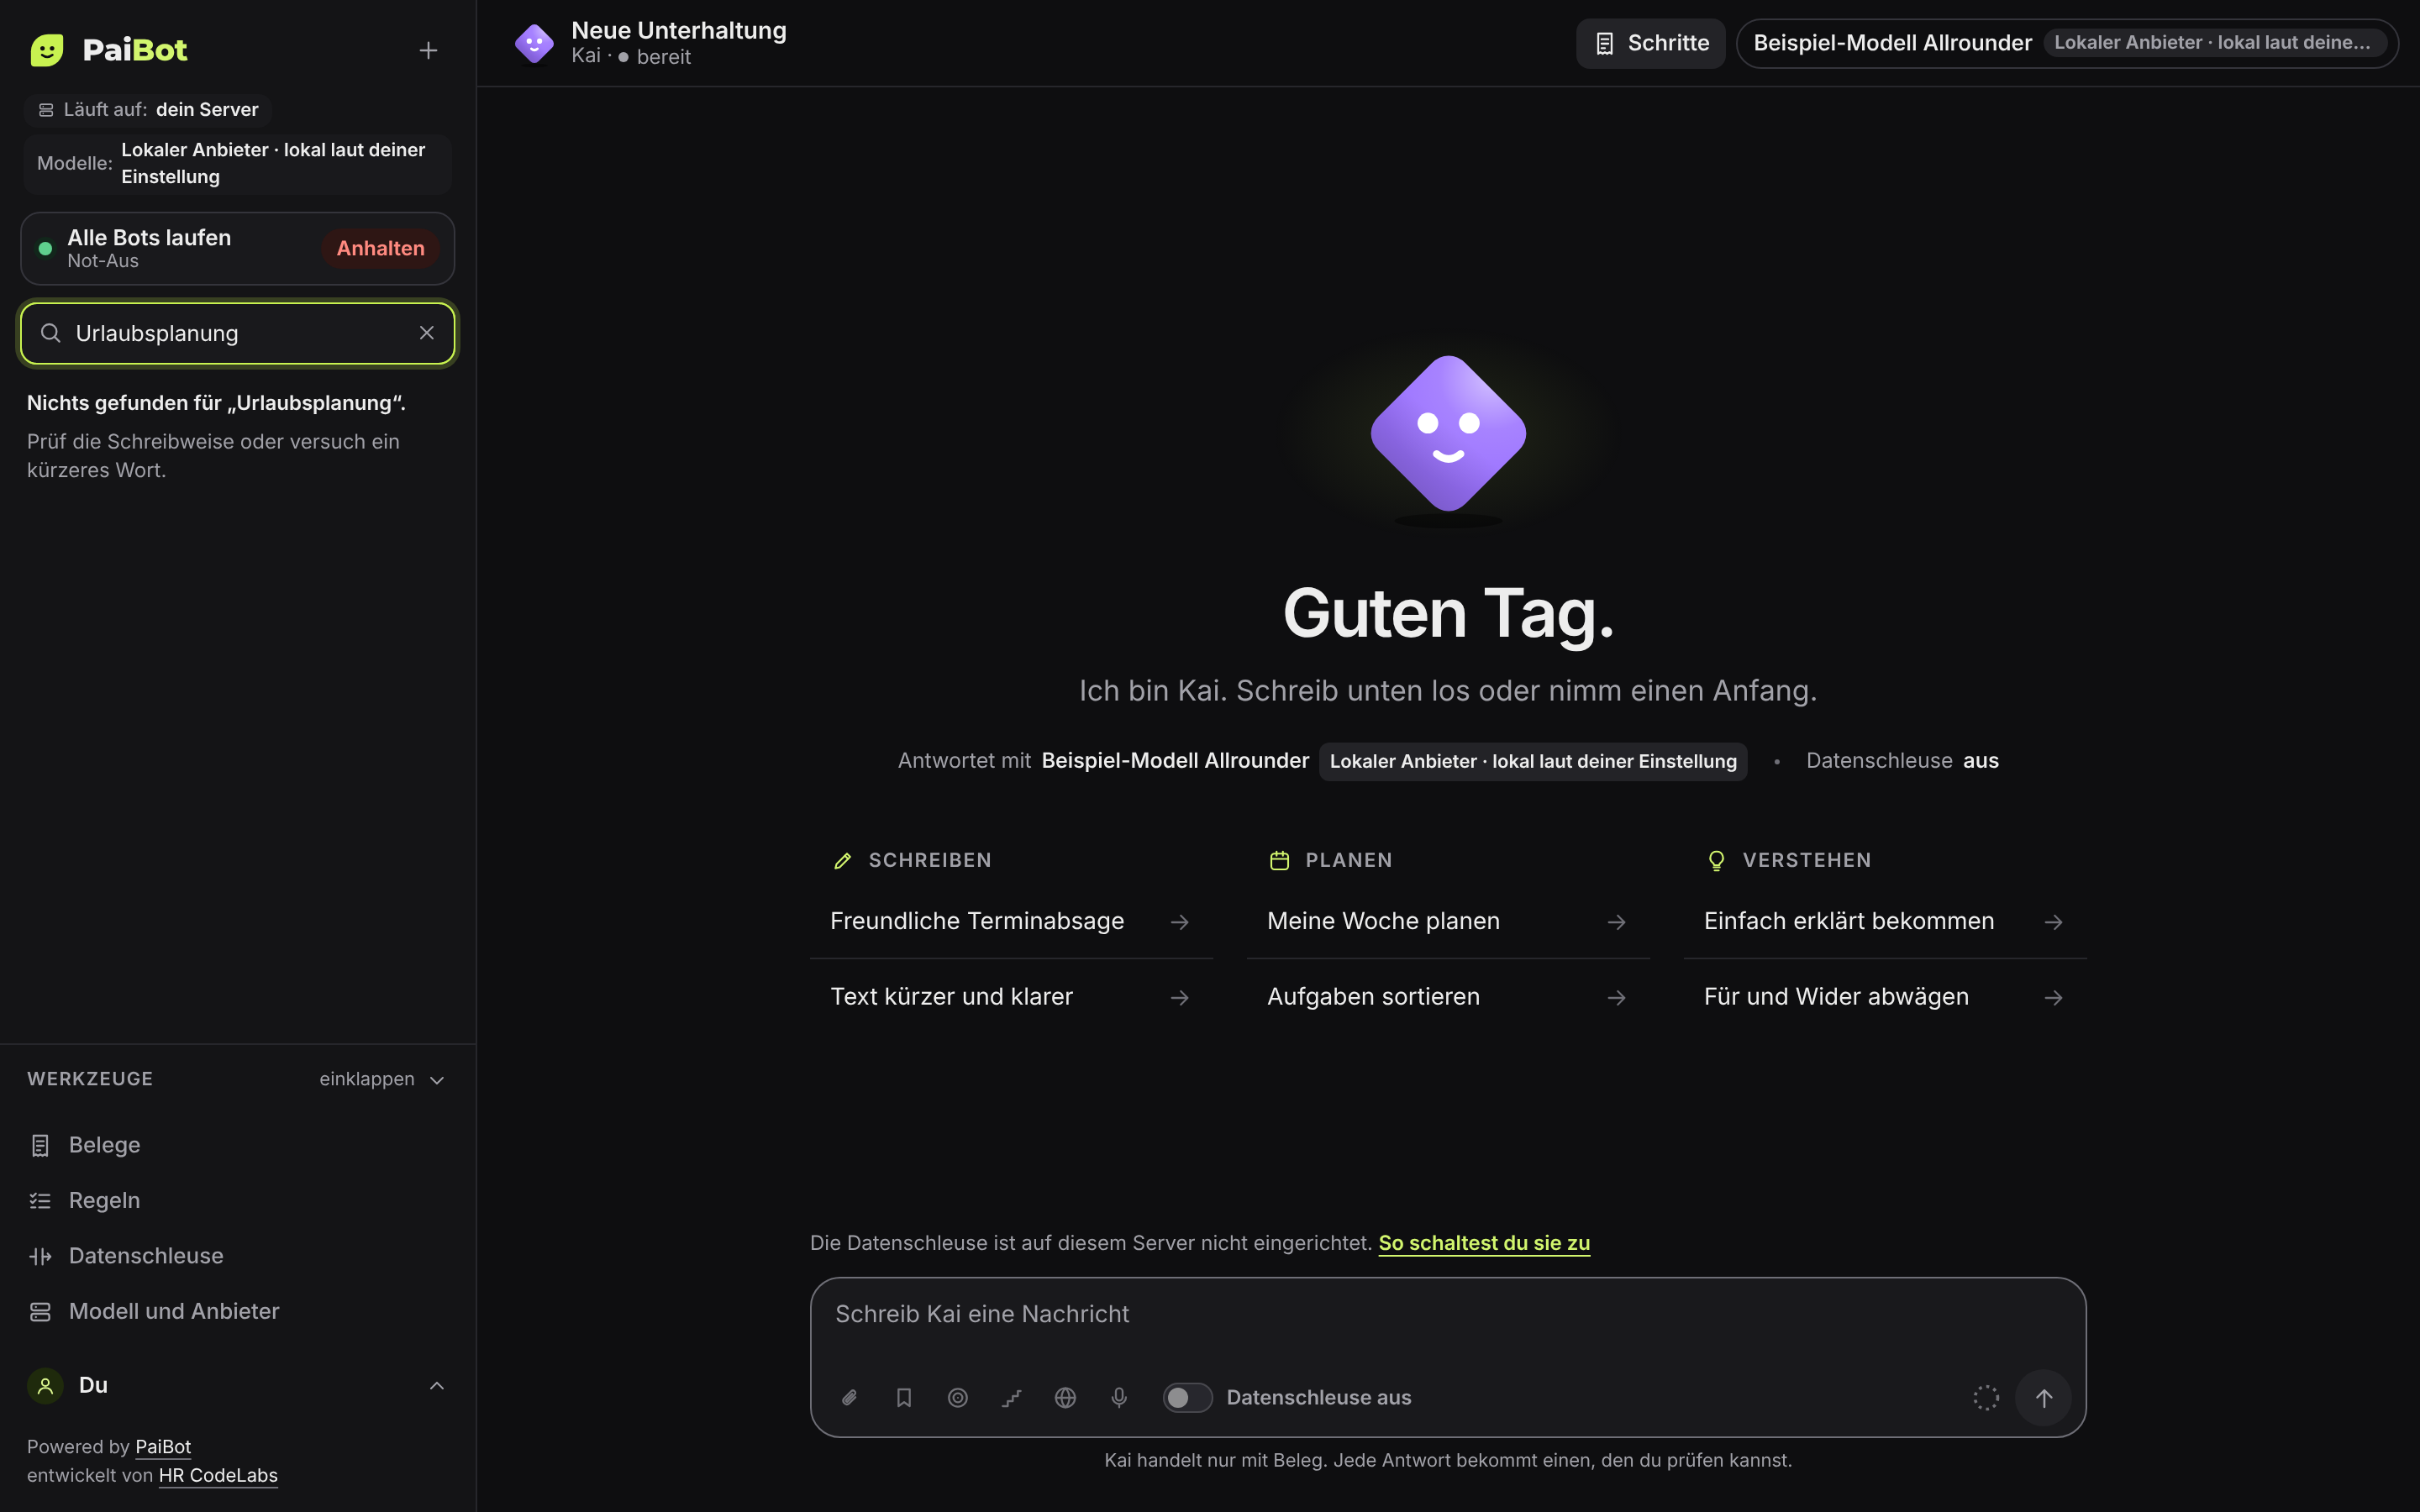 PaiBot
Läuft auf: dein Server
Modelle: Lokaler Anbieter · lokal laut deiner
Einstellung
Alle Bots laufen
Not-Aus
Anhalten
Urlaubsplanung
Nichts gefunden für „Urlaubsplanung“.
Prüf die Schreibweise oder versuch ein
kürzeres Wort.
WERKZEUGE einklappen
Belege
Regeln
Datenschleuse
Modell und Anbieter
Du
Powered by PaiBot
entwickelt von HR CodeLabs
Neue Unterhaltung
Kai · bereit
Schritte
Beispiel-Modell Allrounder Lokaler Anbieter · lokal laut deine…
Guten Tag.
Ich bin Kai. Schreib unten los oder nimm einen Anfang.
Antwortet mit Beispiel-Modell Allrounder Lokaler Anbieter · lokal laut deiner Einstellung • Datenschleuse aus
SCHREIBEN
Freundliche Terminabsage
Text kürzer und klarer
PLANEN
Meine Woche planen
Aufgaben sortieren
VERSTEHEN
Einfach erklärt bekommen
Für und Wider abwägen
Die Datenschleuse ist auf diesem Server nicht eingerichtet. So schaltest du sie zu
Schreib Kai eine Nachricht
Datenschleuse aus
Kai handelt nur mit Beleg. Jede Antwort bekommt einen, den du prüfen kannst.